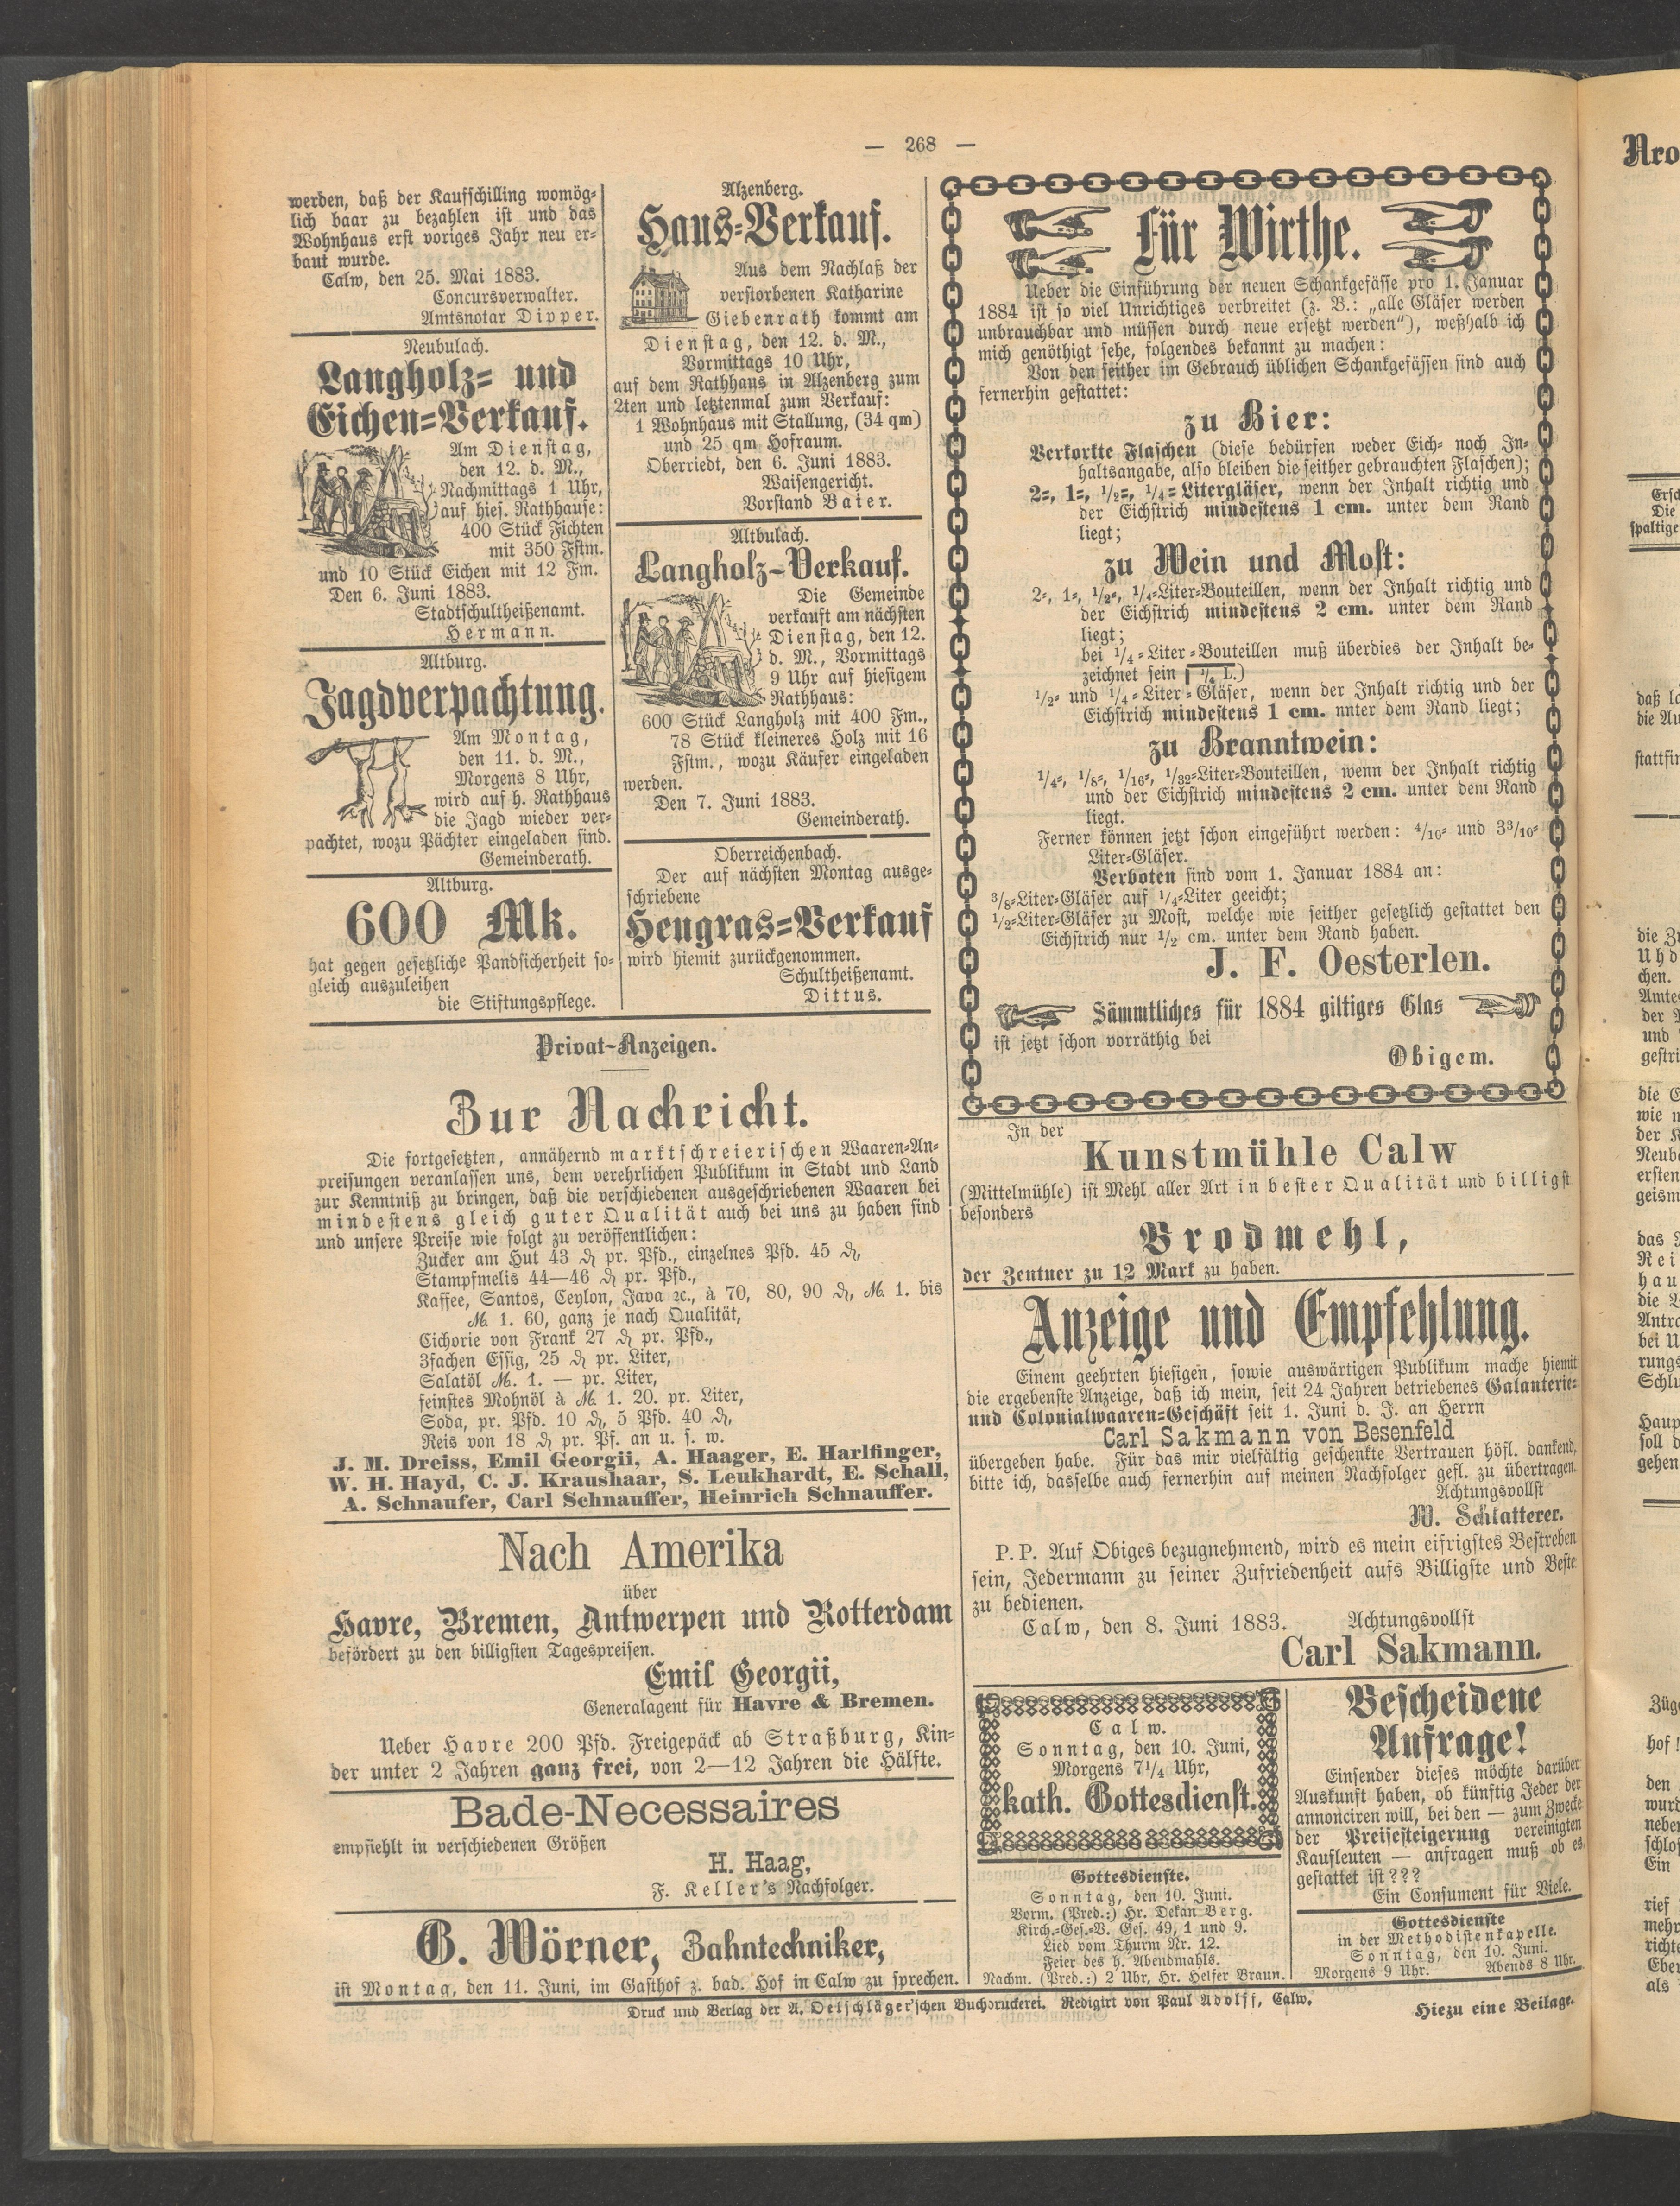 — 268 —
werden, daß der Kaufschilling womög-
lich baar zu bezahlen ist und das
Wohnhaus erst voriges Jahr neu er-
baut wurde.
Calw, den 25. Mai 1883.
Concursverwalter.
Amtsnotar Dipper.
Neubulach.
Langholz- und
Eichen-Verkauf.
Am Dienstag,
den 12. d. M.,
Nachmittags 1 Uhr,
auf hies. Rathhause:
400 Stück Fichten
mit 350 Fstm.
und 10 Stück Eichen mit 12 Fm.
Den 6. Juni 1883.
Stadtschultheißenamt.
Hermann.
Altburg.
Jagdverpachtung.
Am Montag,
den 11. d. M.,
Morgens 8 Uhr,
wird auf h. Rathhaus
die Jagd wieder ver-
pachtet, wozu Pächter eingeladen sind.
Gemeinderath.
Altburg.
600 Mk.
hat gegen gesetzliche Pandsicherheit so-
gleich auszuleihen
die Stiftungspflege.
Alzenberg.
Haus-Verkauf.
Aus dem Nachlaß der
verstorbenen Katharine
Giebenrath kommt am
Dienstag, den 12. d. M.,
Vormittags 10 Uhr,
auf dem Rathhaus in Alzenberg zum
2ten und letztenmal zum Verkauf:
1 Wohnhaus mit Stallung, (34 qm)
und 25 qm Hofraum.
Oberriedt, den 6. Juni 1883.
Waisengericht.
Vorstand Baier.
Altbulach.
Langholz-Verkauf.
Die Gemeinde
verkauft am nächsten
Dienstag, den 12.
d. M., Vormittags
9 Uhr auf hiesigem
Rathhaus:
600 Stück Langholz mit 400 Fm.,
78 Stück kleineres Holz mit 16
Fstm., wozu Käufer eingeladen
werden.
Den 7. Juni 1883.
Gemeinderath.
Oberreichenbach.
Der auf nächsten Montag ausge-
schriebene
Heugras-Verkauf
wird hiemit zurückgenommen.
Schultheißenamt.
Dittus.
Privat-Anzeigen.
Zur Nachricht.
Die fortgesetzten, annähernd marktschreierischen Waaren-An-
preisungen veranlassen uns, dem verehrlichen Publikum in Stadt und Land
zur Kenntniß zu bringen, daß die verschiedenen ausgeschriebenen Waaren bei
mindestens gleich guter Qualität auch bei uns zu haben sind
und unsere Preise wie folgt zu veröffentlichen:
Zucker am Hut 43 ₰ pr. Pfd., einzelnes Pfd. 45 ₰,
Stampfmelis 44—46 ₰ pr. Pfd.,
Kaffee, Santos, Ceylon, Java ꝛc., à 70, 80, 90 ₰, M. 1. bis
M. 1. 60, ganz je nach Qualität,
Cichorie von Frank 27 ₰ pr. Pfd.,
3fachen Essig, 25 ₰ pr. Liter,
Salatöl M. 1. — pr. Liter,
feinstes Mohnöl à M. 1. 20. pr. Liter,
Soda, pr. Pfd. 10 ₰, 5 Pfd. 40 ₰,
Reis von 18 ₰ pr. Pf. an u. s. w.
J. M. Dreiss, Emil Georgii, A. Haager, E. Harlfinger,
W. H. Hayd, C. J. Kraushaar, S. Leukhardt, E. Schall,
A. Schnaufer, Carl Schnauffer, Heinrich Schnauffer.
Nach Amerika
über
Havre, Bremen, Antwerpen und Rotterdam
befördert zu den billigsten Tagespreisen.
Emil Georgii,
Generalagent für Havre & Bremen.
Ueber Havre 200 Pfd. Freigepäck ab Straßburg, Kin-
der unter 2 Jahren ganz frei, von 2—12 Jahren die Hälfte.
Bade-Necessaires
empfiehlt in verschiedenen Größen
H. Haag,
F. Keller's Nachfolger.
G. Wörner, Zahntechniker,
ist Montag, den 11. Juni, im Gasthof z. bad. Hof in Calw zu sprechen.
Für Wirthe.
Ueber die Einführung der neuen Schankgefässe pro 1. Januar
1884 ist so viel Unrichtiges verbreitet (z. B.: „alle Gläser werden
unbrauchbar und müssen durch neue ersetzt werden“), weßhalb ich
mich genöthigt sehe, folgendes bekannt zu machen:
Von den seither im Gebrauch üblichen Schankgefässen sind auch
fernerhin gestattet:
zu Bier:
Verkorkte Flaschen (diese bedürfen weder Eich- noch In-
haltsangabe, also bleiben die seither gebrauchten Flaschen);
2-, 1-, 1/2-, 1/4-Litergläser, wenn der Inhalt richtig und
der Eichstrich mindestens 1 cm. unter dem Rand
liegt;
zu Wein und Most:
2-, 1-, 1/2-, 1/4-Liter-Bouteillen, wenn der Inhalt richtig und
der Eichstrich mindestens 2 cm. unter dem Rand
liegt;
bei 1/4-Liter-Bouteillen muß überdies der Inhalt be-
zeichnet sein 1/4 L.)
1/2- und 1/4-Liter-Gläser, wenn der Inhalt richtig und der
Eichstrich mindestens 1 cm. nnter dem Rand liegt;
zu Branntwein:
1/4-, 1/8-, 1/16-, 1/32-Liter-Bouteillen, wenn der Inhalt richtig
und der Eichstrich mindestens 2 cm. unter dem Rand
liegt.
Ferner können jetzt schon eingeführt werden: 4/10- und 33/10-
Liter-Gläser.
Verboten sind vom 1. Januar 1884 an:
3/8-Liter-Gläser auf 1/4-Liter geeicht;
1/2-Liter-Gläser zu Most, welche wie seither gesetzlich gestattet den
Eichstrich nur 1/2 cm. unter dem Rand haben.
J. F. Oesterlen.
Sämmtliches für 1884 giltiges Glas
ist jetzt schon vorräthig bei
Obigem.
In der
Kunstmühle Calw
(Mittelmühle) ist Mehl aller Art in bester Qualität und billigst
besonders
Brodmehl,
der Zentner zu 12 Mark zu haben.
Anzeige und Empfehlung.
Einem geehrten hiesigen, sowie auswärtigen Publikum mache hiemit
die ergebenste Anzeige, daß ich mein, seit 24 Jahren betriebenes Galanterie-
und Colonialwaaren-Geschäft seit 1. Juni d. J. an Herrn
Carl Sakmann von Besenfeld
übergeben habe. Für das mir vielfältig geschenkte Vertrauen höfl. dankend,
bitte ich, dasselbe auch fernerhin auf meinen Nachfolger gefl. zu übertragen.
Achtungsvollst
W. Schlatterer.
P. P. Auf Obiges bezugnehmend, wird es mein eifrigstes Bestreben
sein, Jedermann zu seiner Zufriedenheit aufs Billigste und Beste
zu bedienen.
Calw, den 8. Juni 1883.
Achtungsvollst
Carl Sakmann.
Calw.
Sonntag, den 10. Juni,
Morgens 7 1/4 Uhr,
kath. Gottesdienst.
Gottesdienste.
Sonntag, den 10. Juni.
Vorm. (Pred.:) Hr. Dekan Berg.
Kirch.-Ges.-B. Ges. 49, 1 und 9.
Lied vom Thurm Nr. 12.
Feier des h. Abendmahls.
Nachm. (Pred.:) 2 Uhr, Hr. Helfer Braun.
Bescheidene
Anfrage!
Einsender dieses möchte darüber
Auskunft haben, ob künftig Jeder der
annonciren will, bei den — zum Zwecke
der Preisesteigerung vereinigten
Kaufleuten — anfragen muß ob es
gestattet ist???
Ein Consument für Viele.
Gottesdienste
in der Methodistenkapelle.
Sonntag, den 10. Juni.
Morgens 9 Uhr. Abends 8 Uhr.
Druck und Verlag der A. Oelschläger'schen Buchdruckerei. Redigirt von Paul Adolff, Calw.
Hiezu eine Beilage.